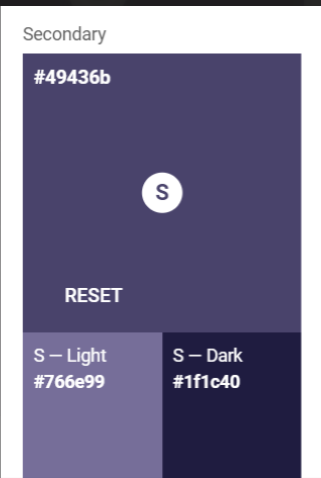 Secondary
#49436b
S
RESET
S — Light
#766e99
S — Dark
#1f1c40